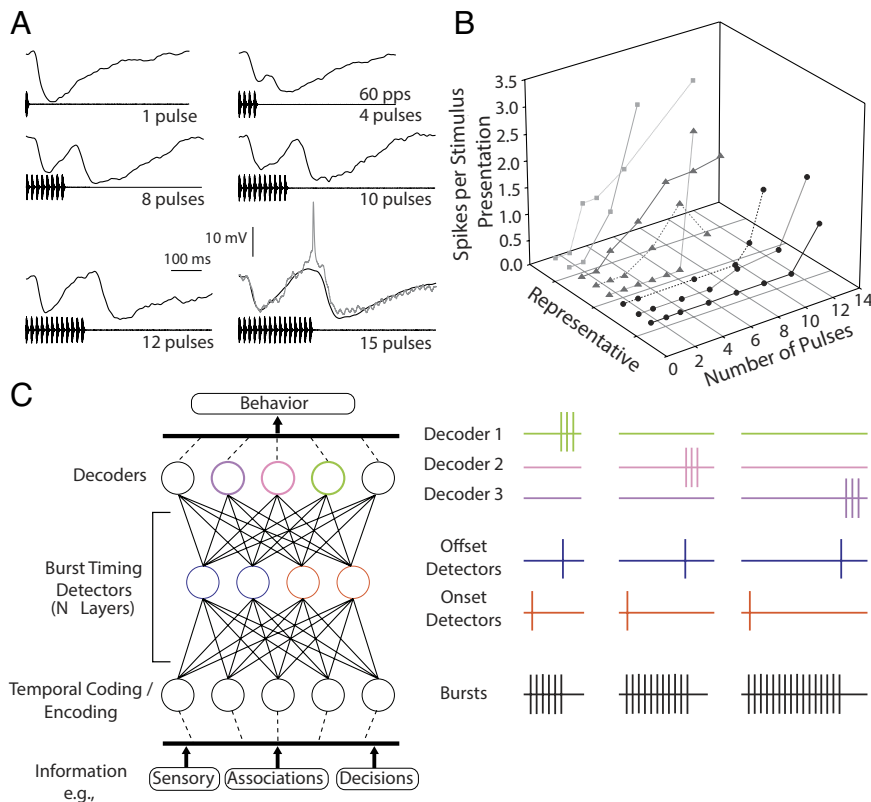 A
1 pulse
60 pps
4 pulses
8 pulses
10 pulses
10 mV
100 ms
12 pulses
15 pulses
B
Spikes per Stimulus
Presentation
3.5
3.0
2.5
2.0
1.5
1.0
0.5
0.0
Representative
0
2
4
6
8
10
12
14
Number of Pulses
C
Behavior
Decoders
Burst Timing
Detectors
(N Layers)
Temporal Coding /
Encoding
Information
e.g.,
Sensory
Associations
Decisions
Decoder 1
Decoder 2
Decoder 3
Offset
Detectors
Onset
Detectors
Bursts